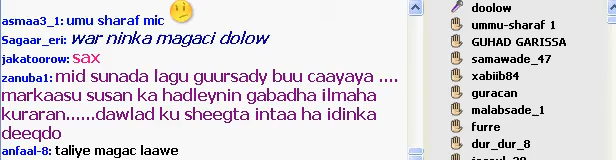 asmaa3_1: umu sharaf mic
Sagaar_eri: war ninka magaci dolow
jakatoorow: sax
zanuba1: mid sunada lagu guursady buu caayaya ....
markaasu susan ka hadleynin gabadha ilmaha
kuraran......dawlad ku sheegta intaa ha idinka
deeqdo
anfaal-8: taliye magac laawe
doolow
ummu-sharaf 1
GUHAD GARISSA
samawade_47
xabiib84
guracan
malabsade_1
furre
dur_dur_8